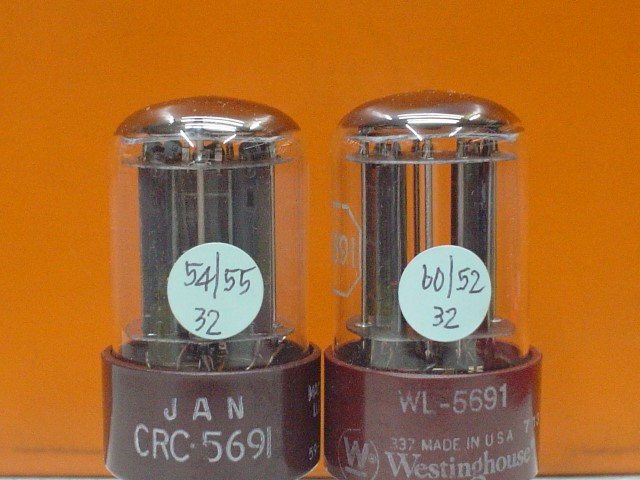 54/55
32
JAN
CRC-5691
60/52
32
WL-5691
337 MADE IN USA
W
Westinghouse